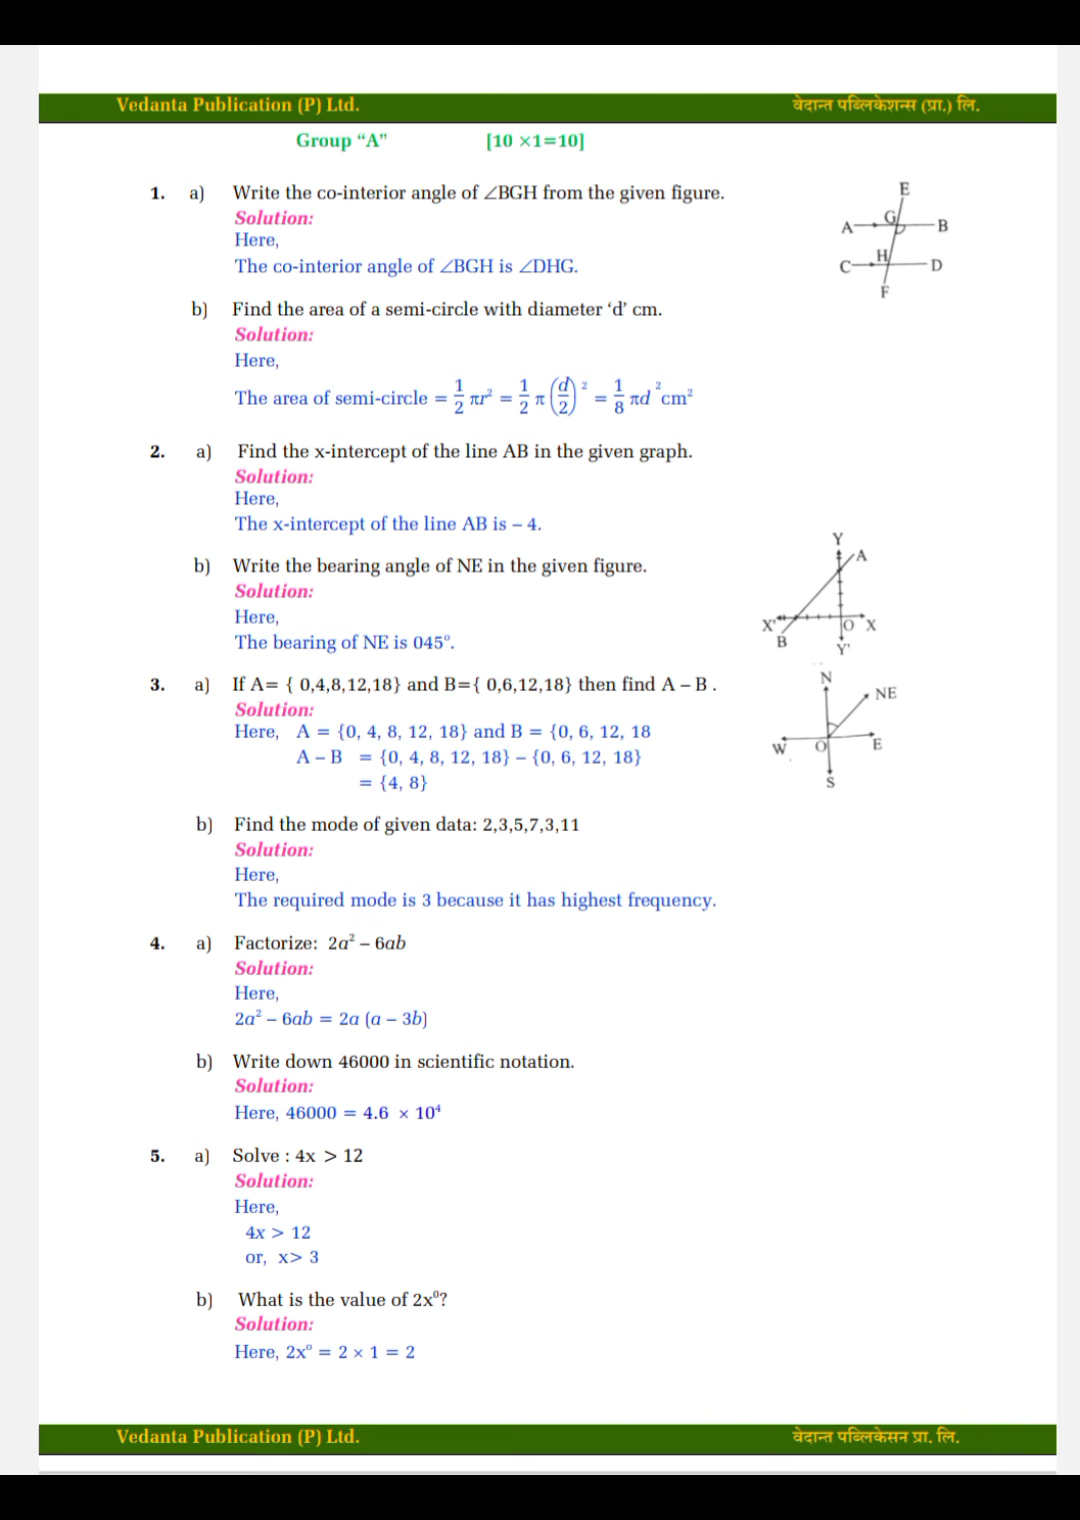 Vedanta Publication (P) Ltd. वेदान्त पब्लिकेशन्स (प्रा.) लि.
Group “A” [10 ×1=10]
1. a) Write the co-interior angle of ∠BGH from the given figure.
Solution:
Here,
The co-interior angle of ∠BGH is ∠DHG.
E
G
A B
H
C D
F
b) Find the area of a semi-circle with diameter ‘d’ cm.
Solution:
Here,
The area of semi-circle = 1/2 πr² = 1/2 π (d/2)² = 1/8 πd² cm²
2. a) Find the x-intercept of the line AB in the given graph.
Solution:
Here,
The x-intercept of the line AB is – 4.
b) Write the bearing angle of NE in the given figure.
Solution:
Here,
The bearing of NE is 045°.
Y
A
X' O X
B Y'
3. a) If A= { 0,4,8,12,18} and B={ 0,6,12,18} then find A – B .
Solution:
Here, A = {0, 4, 8, 12, 18} and B = {0, 6, 12, 18
A – B = {0, 4, 8, 12, 18} – {0, 6, 12, 18}
= {4, 8}
N
NE
W O E
S
b) Find the mode of given data: 2,3,5,7,3,11
Solution:
Here,
The required mode is 3 because it has highest frequency.
4. a) Factorize: 2a² – 6ab
Solution:
Here,
2a² – 6ab = 2a (a – 3b)
b) Write down 46000 in scientific notation.
Solution:
Here, 46000 = 4.6 × 10⁴
5. a) Solve : 4x > 12
Solution:
Here,
4x > 12
or, x> 3
b) What is the value of 2x⁰?
Solution:
Here, 2x⁰ = 2 × 1 = 2
Vedanta Publication (P) Ltd. वेदान्त पब्लिकेसन प्रा. लि.